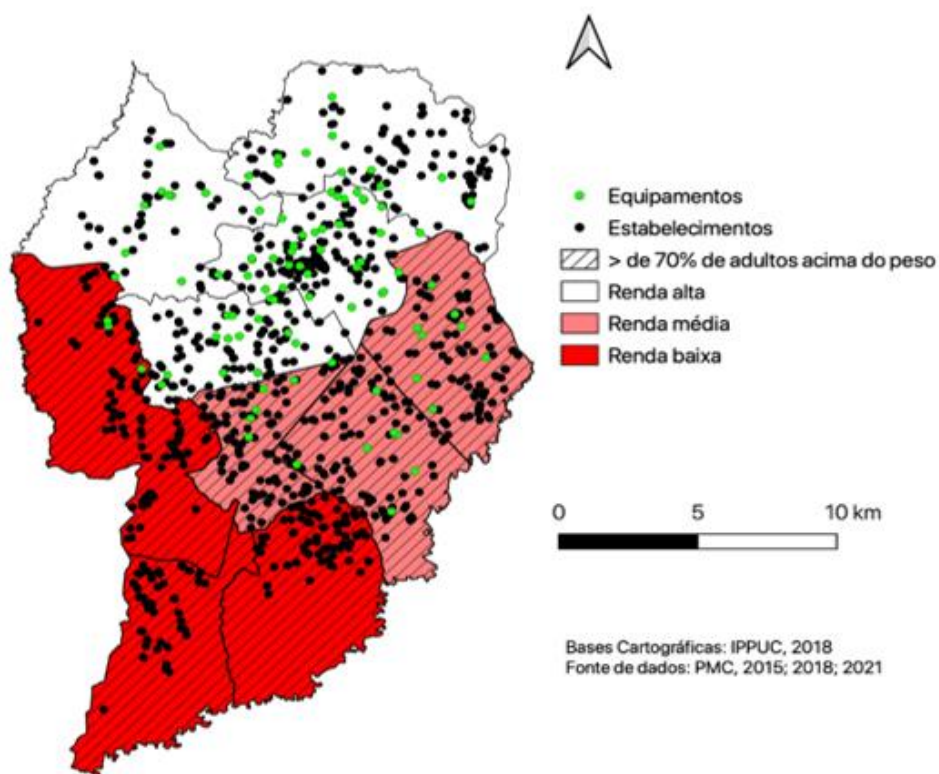 Equipamentos
Estabelecimentos
> de 70% de adultos acima do peso
Renda alta
Renda média
Renda baixa
0 5 10 km
Bases Cartográficas: IPPUC, 2018
Fonte de dados: PMC, 2015; 2018; 2021